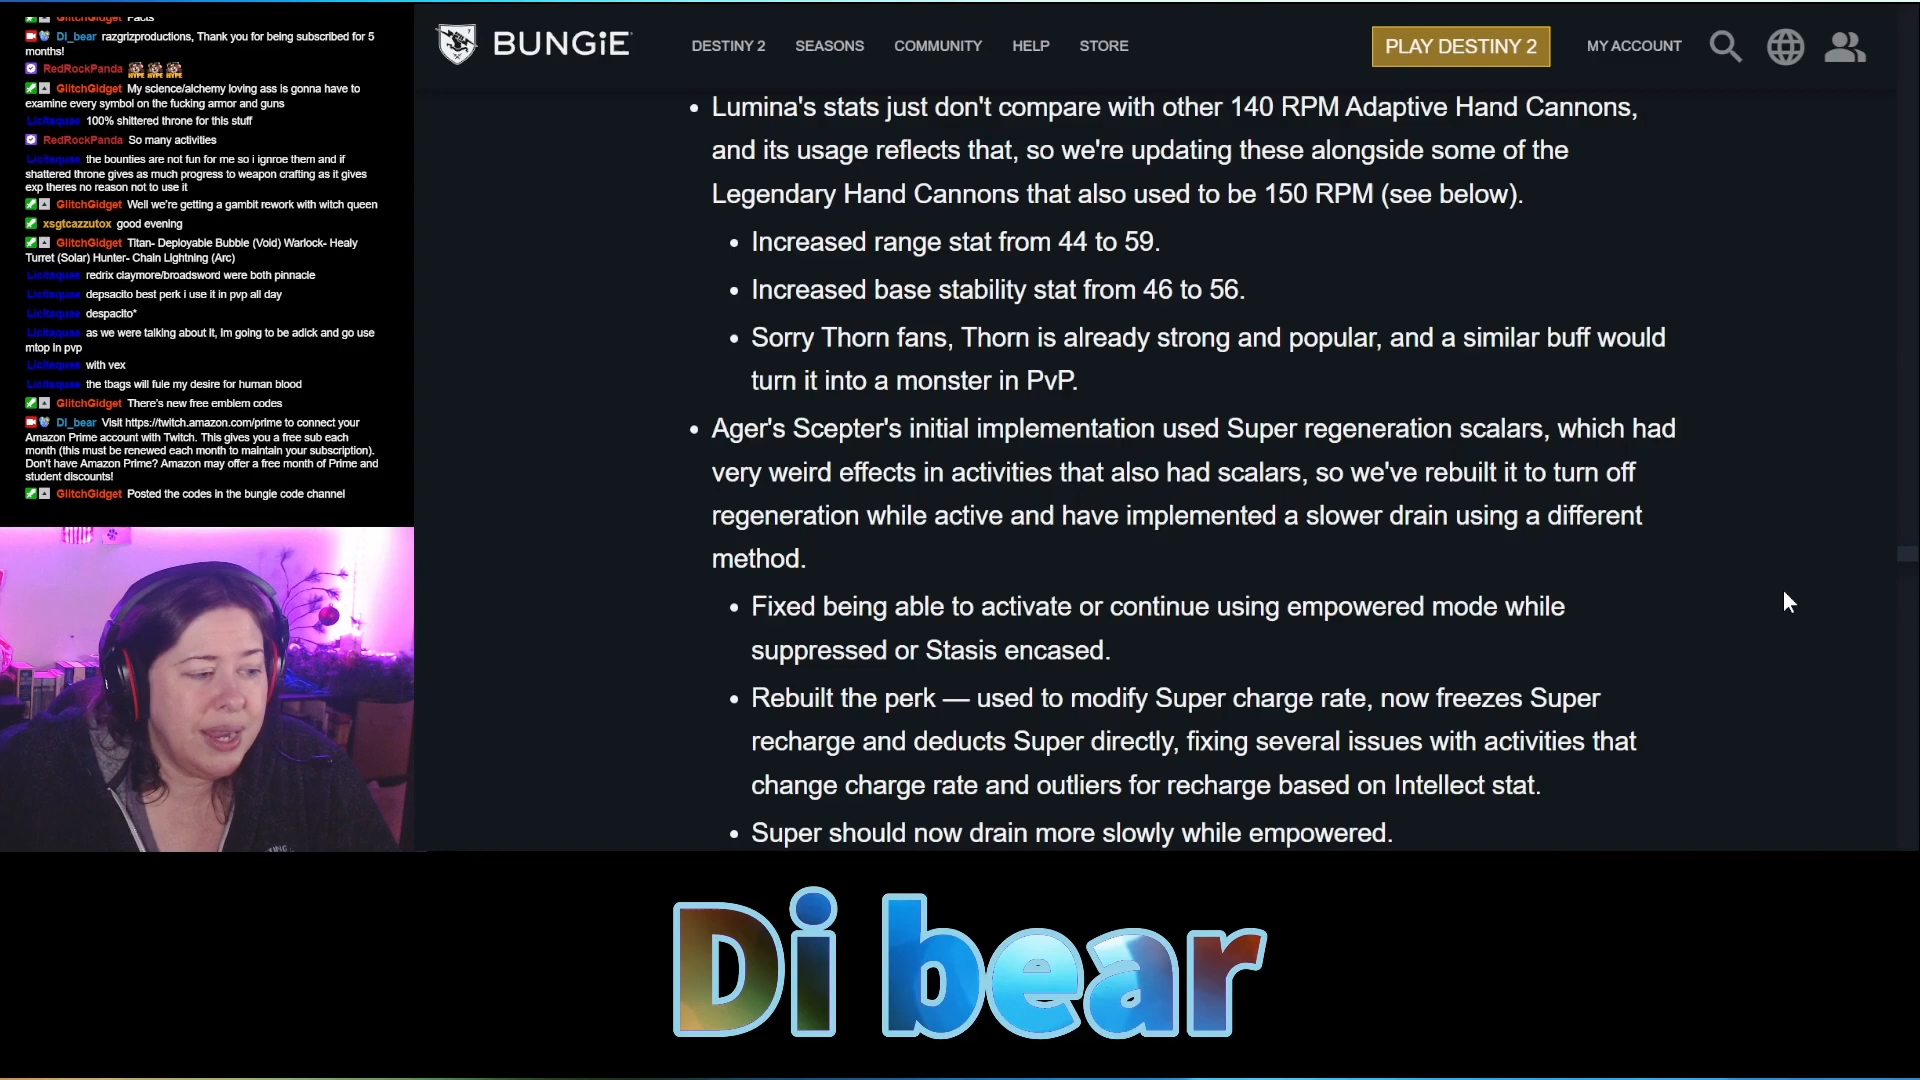 GlitchGidget Facts
DI_bear razgrizproductions, Thank you for being subscribed for 5
months!
RedRockPanda
GlitchGidget My science/alchemy loving ass is gonna have to
examine every symbol on the fucking armor and guns
100% shittered throne for this stuff
RedRockPanda So many activities
the bounties are not fun for me so i ignroe them and if
shattered throne gives as much progress to weapon crafting as it gives
exp theres no reason not to use it
GlitchGidget Well we're getting a gambit rework with witch queen
xsgtcazzutox good evening
GlitchGidget Titan- Deployable Bubble (Void) Warlock- Healy
Turret (Solar) Hunter- Chain Lightning (Arc)
redrix claymore/broadsword were both pinnacle
depsacito best perk i use it in pvp all day
despacito*
as we were talking about it, Im going to be adick and go use
mtop in pvp
with vex
the tbags will fule my desire for human blood
GlitchGidget There's new free emblem codes
DI_bear Visit https://twitch.amazon.com/prime to connect your
Amazon Prime account with Twitch. This gives you a free sub each
month (this must be renewed each month to maintain your subscription).
Don't have Amazon Prime? Amazon may offer a free month of Prime and
student discounts!
GlitchGidget Posted the codes in the bungie code channel
BUNGiE
DESTINY 2 SEASONS COMMUNITY HELP STORE
PLAY DESTINY 2
MY ACCOUNT
• Lumina's stats just don't compare with other 140 RPM Adaptive Hand Cannons,
and its usage reflects that, so we're updating these alongside some of the
Legendary Hand Cannons that also used to be 150 RPM (see below).
• Increased range stat from 44 to 59.
• Increased base stability stat from 46 to 56.
• Sorry Thorn fans, Thorn is already strong and popular, and a similar buff would
turn it into a monster in PvP.
• Ager's Scepter's initial implementation used Super regeneration scalars, which had
very weird effects in activities that also had scalars, so we've rebuilt it to turn off
regeneration while active and have implemented a slower drain using a different
method.
• Fixed being able to activate or continue using empowered mode while
suppressed or Stasis encased.
• Rebuilt the perk — used to modify Super charge rate, now freezes Super
recharge and deducts Super directly, fixing several issues with activities that
change charge rate and outliers for recharge based on Intellect stat.
• Super should now drain more slowly while empowered.
Di bear